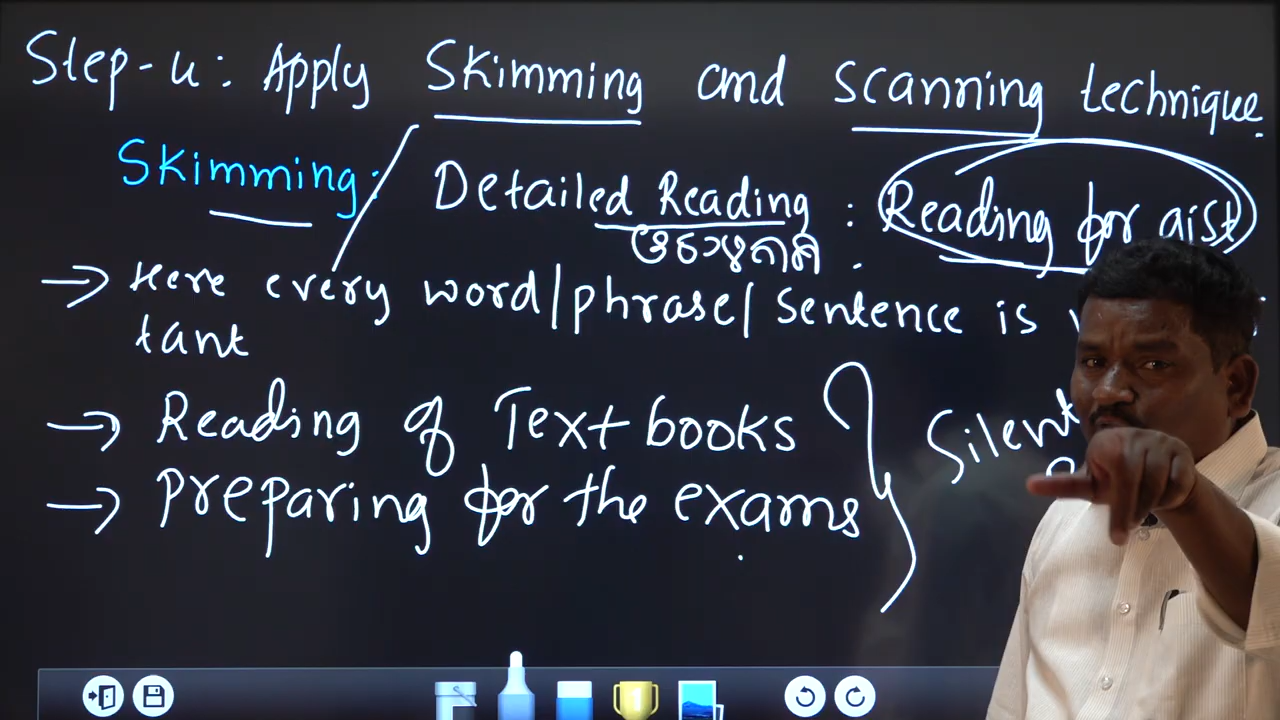 Step-4: Apply Skimming and scanning technique.
Skimming: / Detailed Reading : Reading for gist
→ Here every word/phrase/sentence is
tant
→ Reading of Text books
→ Preparing for the exams
Silent